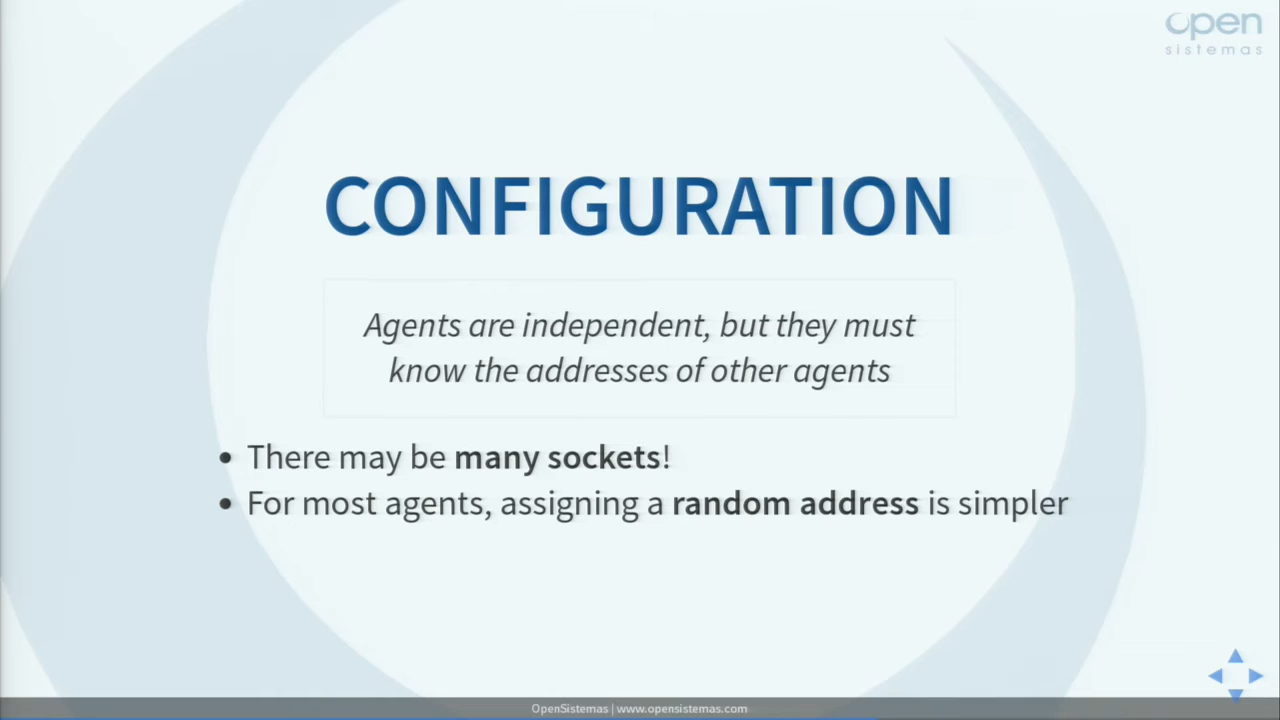 open
sistemas
CONFIGURATION
Agents are independent, but they must
know the addresses of other agents
• There may be many sockets!
• For most agents, assigning a random address is simpler
OpenSistemas | www.opensistemas.com